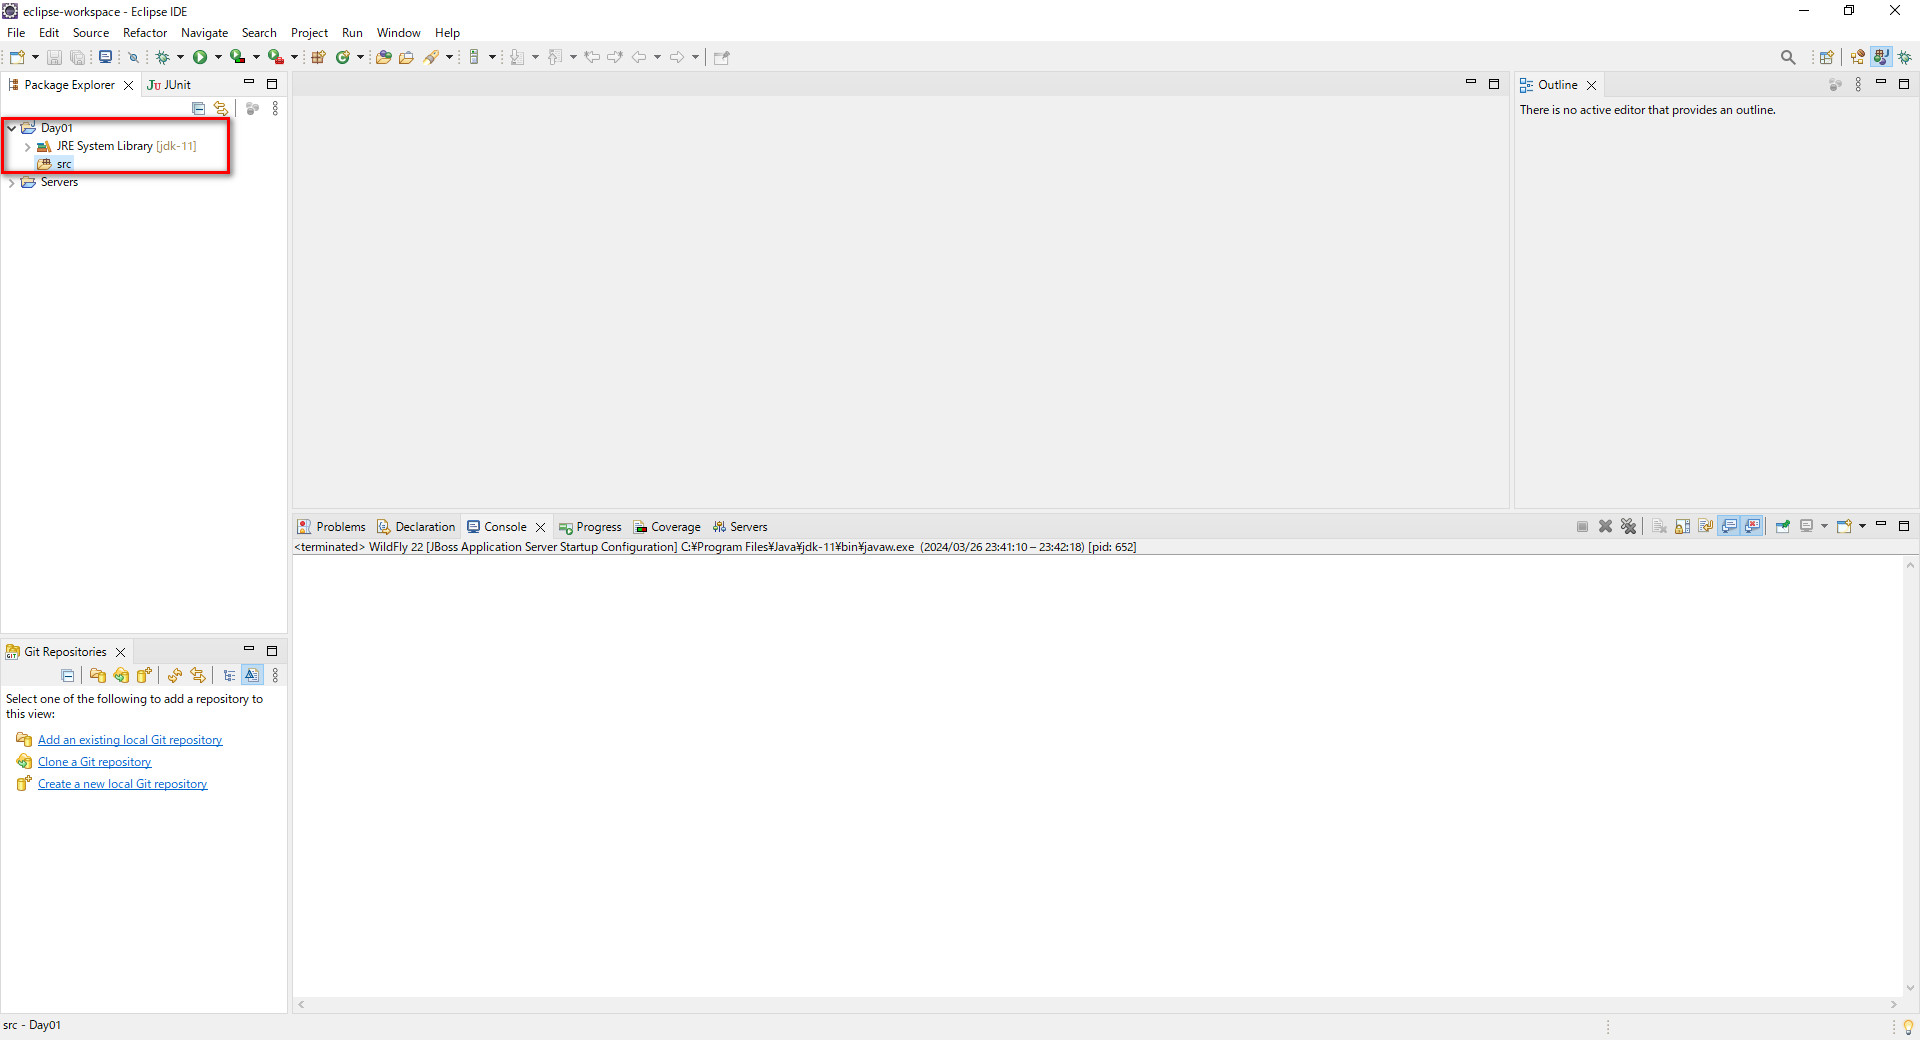 eclipse-workspace - Eclipse IDE
File Edit Source Refactor Navigate Search Project Run Window Help
Package Explorer JUnit
Day01
JRE System Library [jdk-11]
src
Servers
Outline
There is no active editor that provides an outline.
Problems Declaration Console Progress Coverage Servers
<terminated> WildFly 22 [JBoss Application Server Startup Configuration] C:¥Program Files¥Java¥jdk-11¥bin¥javaw.exe (2024/03/26 23:41:10 – 23:42:18) [pid: 652]
Git Repositories
Select one of the following to add a repository to
this view:
Add an existing local Git repository
Clone a Git repository
Create a new local Git repository
src - Day01